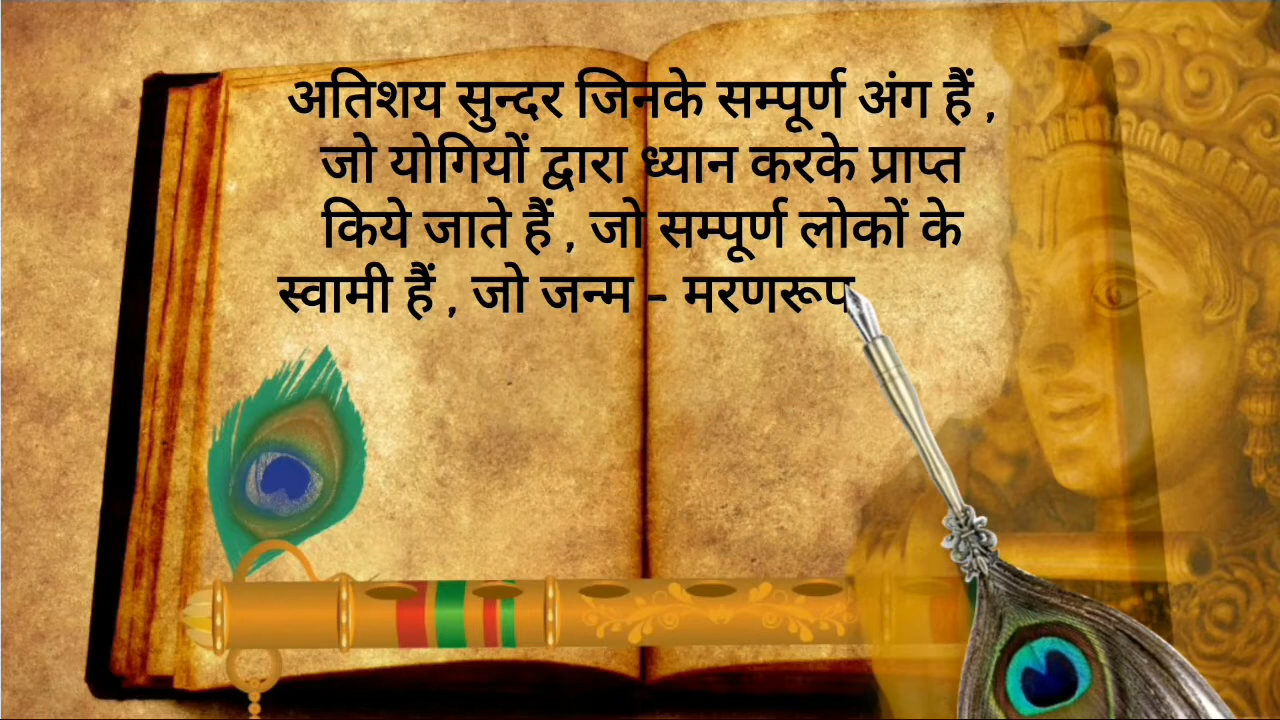 अतिशय सुन्दर जिनके सम्पूर्ण अंग हैं ,
जो योगियों द्वारा ध्यान करके प्राप्त
किये जाते हैं , जो सम्पूर्ण लोकों के
स्वामी हैं , जो जन्म – मरणरूप